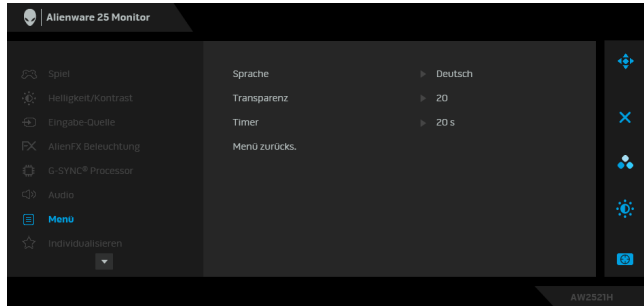 Alienware 25 Monitor
Spiel
Helligkeit/Kontrast
Eingabe-Quelle
AlienFX Beleuchtung
G-SYNC® Processor
Audio
Menü
Individualisieren
Sprache Deutsch
Transparenz 20
Timer 20 s
Menü zurücks.
AW2521H